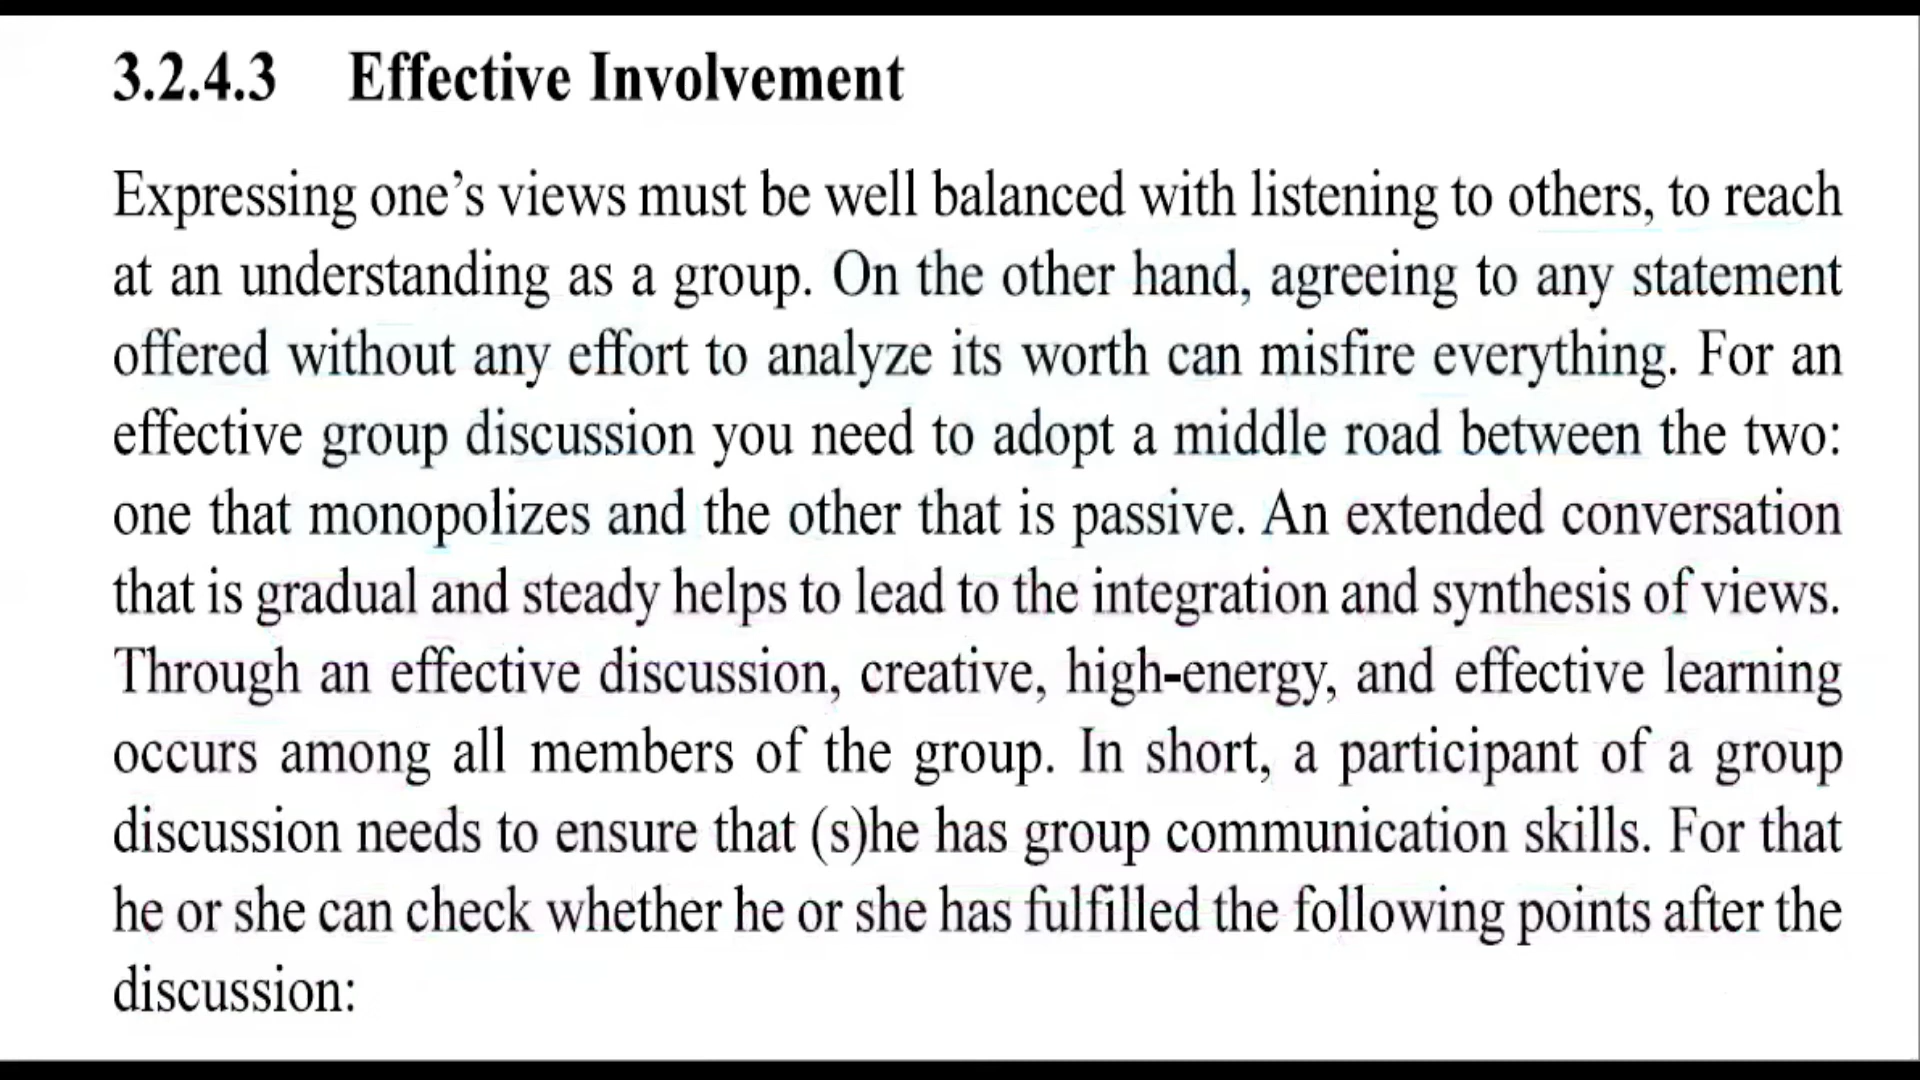 3.2.4.3 Effective Involvement
Expressing one’s views must be well balanced with listening to others, to reach
at an understanding as a group. On the other hand, agreeing to any statement
offered without any effort to analyze its worth can misfire everything. For an
effective group discussion you need to adopt a middle road between the two:
one that monopolizes and the other that is passive. An extended conversation
that is gradual and steady helps to lead to the integration and synthesis of views.
Through an effective discussion, creative, high-energy, and effective learning
occurs among all members of the group. In short, a participant of a group
discussion needs to ensure that (s)he has group communication skills. For that
he or she can check whether he or she has fulfilled the following points after the
discussion: